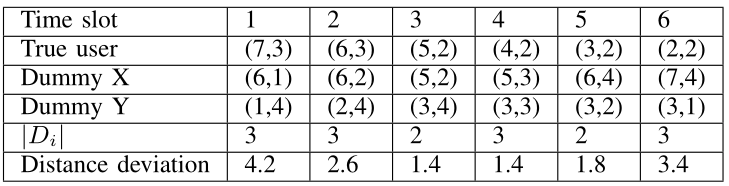 Time slot 1 2 3 4 5 6
True user (7,3) (6,3) (5,2) (4,2) (3,2) (2,2)
Dummy X (6,1) (6,2) (5,2) (5,3) (6,4) (7,4)
Dummy Y (1,4) (2,4) (3,4) (3,3) (3,2) (3,1)
|Di| 3 3 2 3 2 3
Distance deviation 4.2 2.6 1.4 1.4 1.8 3.4